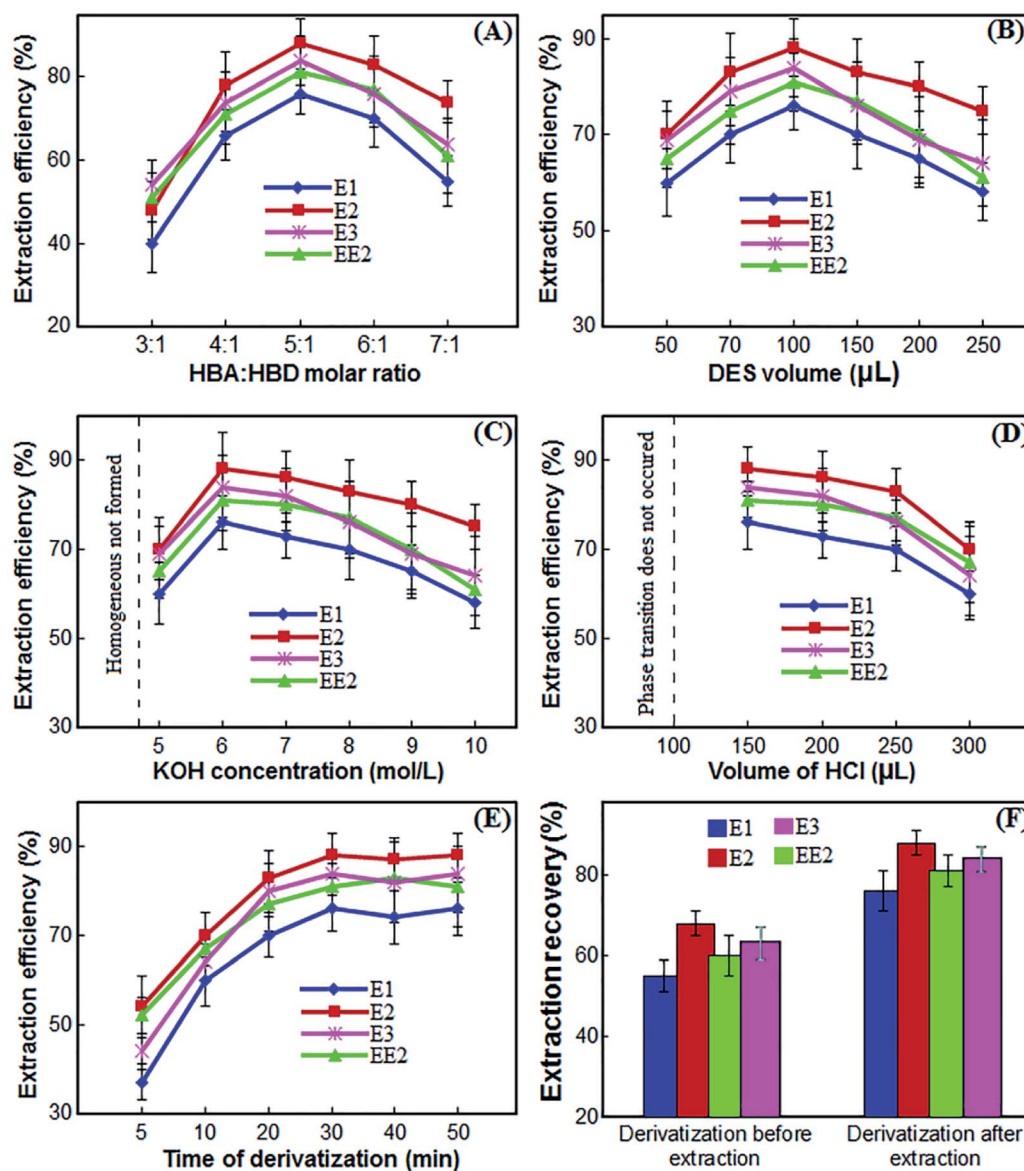 (A)
Extraction efficiency (%)
80
60
40
20
E1
E2
E3
EE2
3:1 4:1 5:1 6:1 7:1
HBA:HBD molar ratio
(B)
Extraction efficiency (%)
90
70
50
30
E1
E2
E3
EE2
50 70 100 150 200 250
DES volume (µL)
(C)
Extraction efficiency (%)
90
70
50
30
Homogeneous not formed
E1
E2
E3
EE2
5 6 7 8 9 10
KOH concentration (mol/L)
(D)
Extraction efficiency (%)
90
70
50
30
Phase transition does not occured
E1
E2
E3
EE2
100 150 200 250 300
Volume of HCl (µL)
(E)
Extraction efficiency (%)
90
70
50
30
E1
E2
E3
EE2
5 10 20 30 40 50
Time of derivatization (min)
(F)
Extractionrecovery(%)
80
60
40
20
E1 E3
E2 EE2
Derivatization before
extraction
Derivatization after
extraction